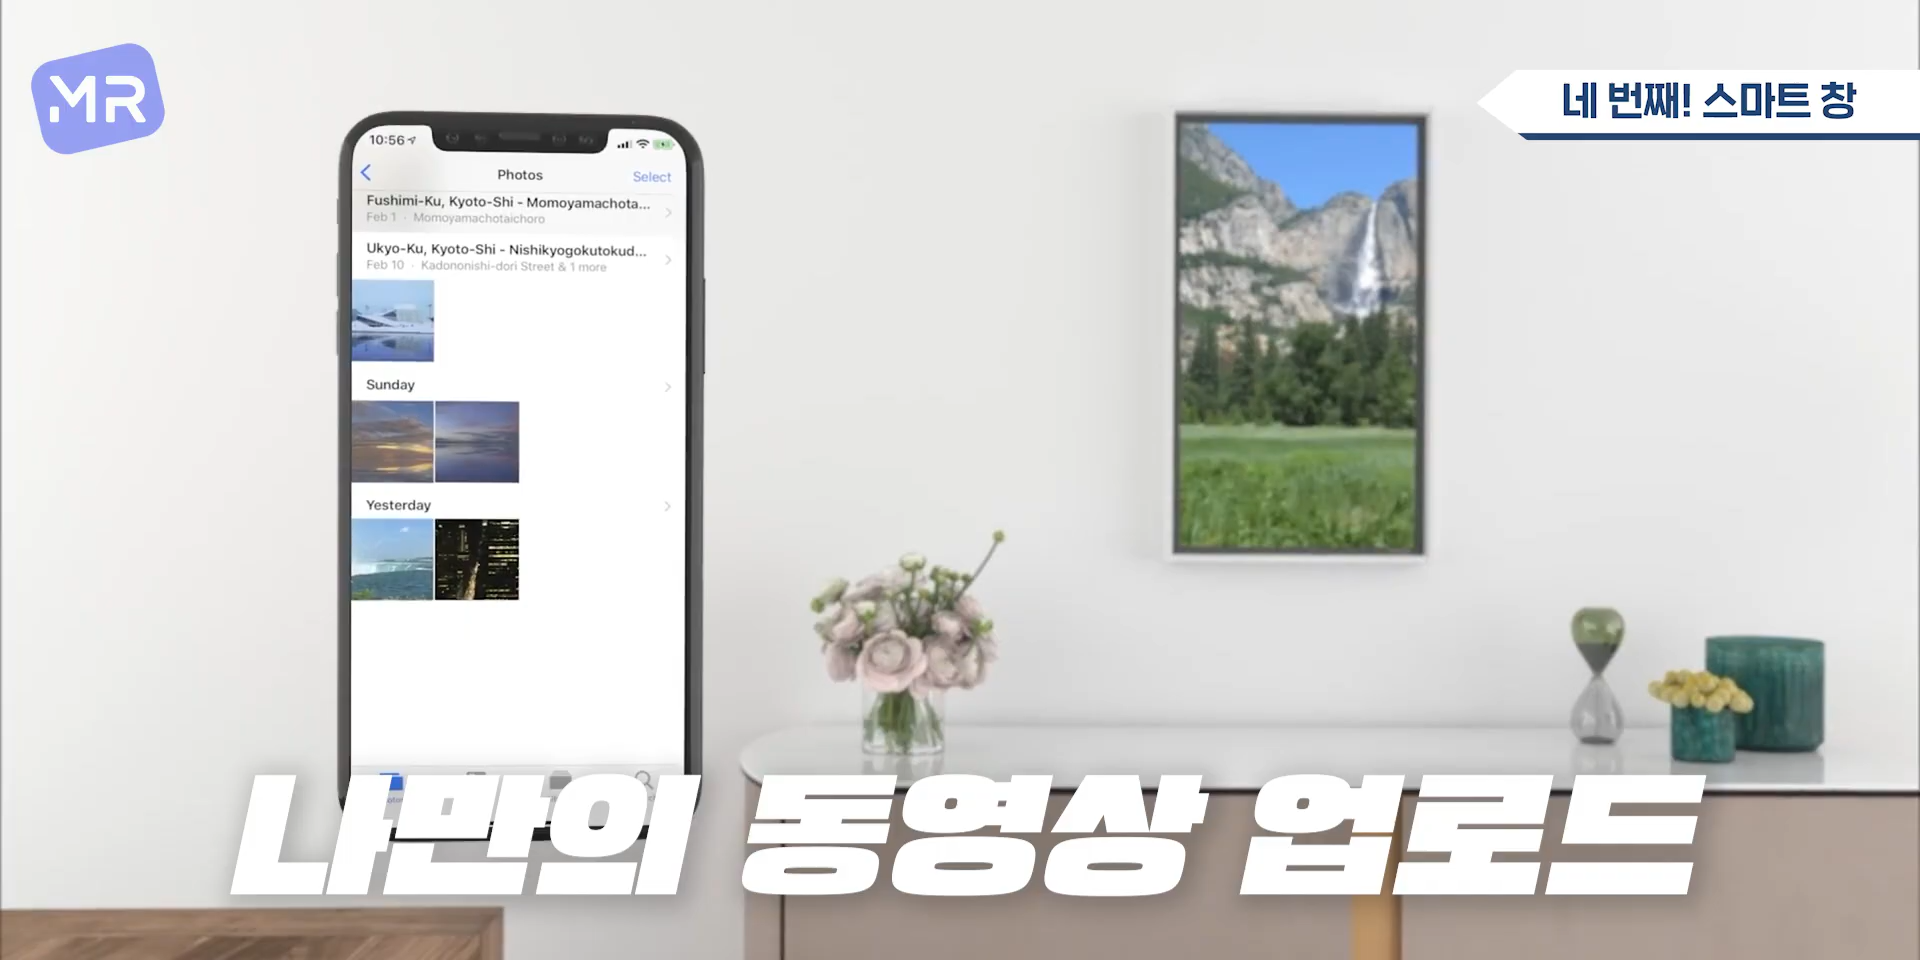 MR
네 번째! 스마트 창
10:56
Photos
Select
Fushimi-Ku, Kyoto-Shi - Momoyamachota...
Feb 1 · Momoyamachotaichoro
Ukyo-Ku, Kyoto-Shi - Nishikyogokutokud...
Feb 10 · Kadononishi-dori Street & 1 more
Sunday
Yesterday
나만의 동영상 업로드